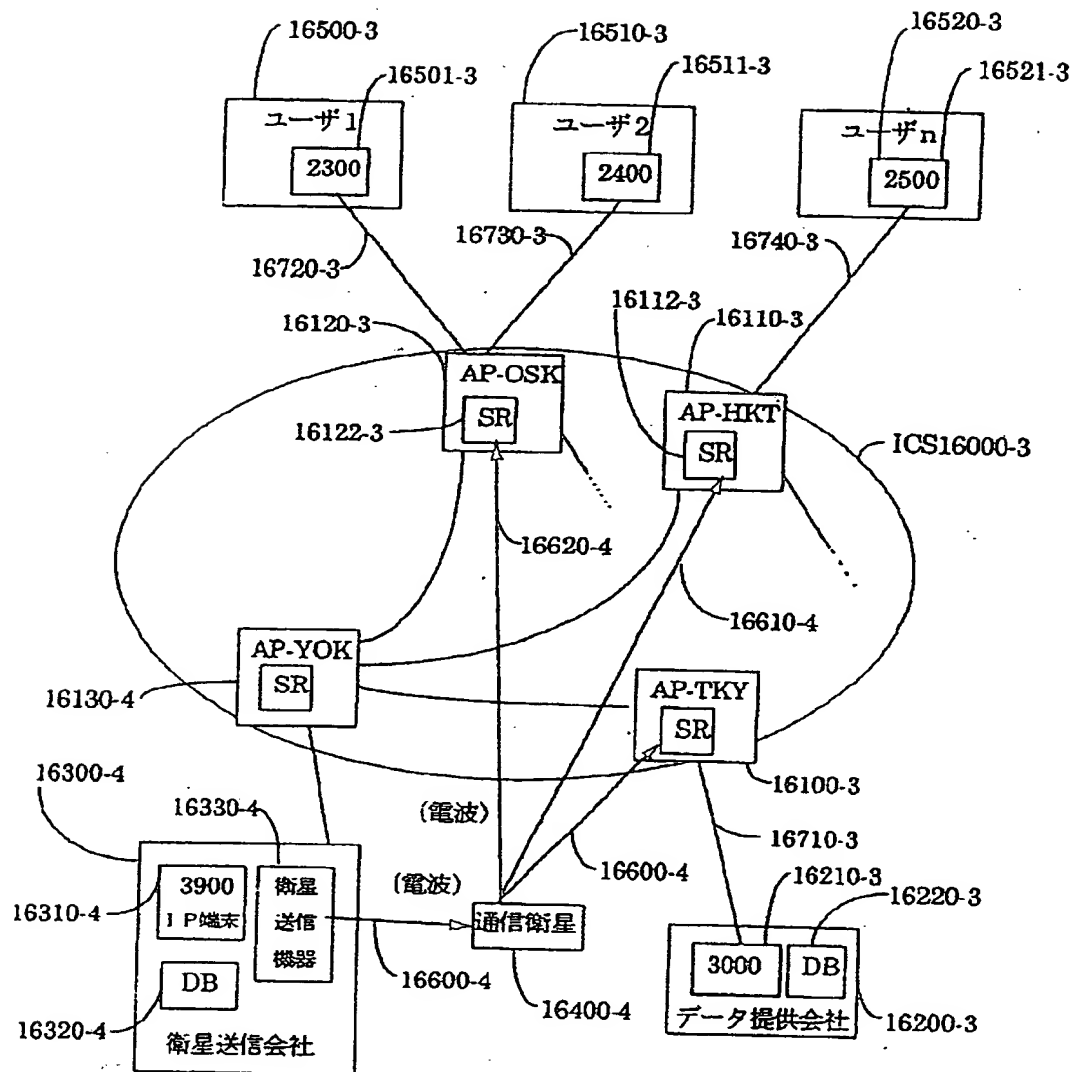 16500-3
16510-3
16520-3
16501-3
16511-3
16521-3
ユーザ1
ユーザ2
ユーザn
2300
2400
2500
16720-3
16730-3
16740-3
16112-3
16120-3
16110-3
AP-OSK
SR
AP-HKT
SR
16122-3
ICS16000-3
16620-4
16610-4
AP-YOK
SR
AP-TKY
SR
16130-4
16300-4
16330-4
(電波)
16100-3
16710-3
16600-4
16210-3
16220-3
3900
IP端末
衛星
送信
機器
(電波)
通信衛星
16310-4
DB
16320-4
衛星送信会社
16600-4
16400-4
3000
DB
データ提供会社
16200-3